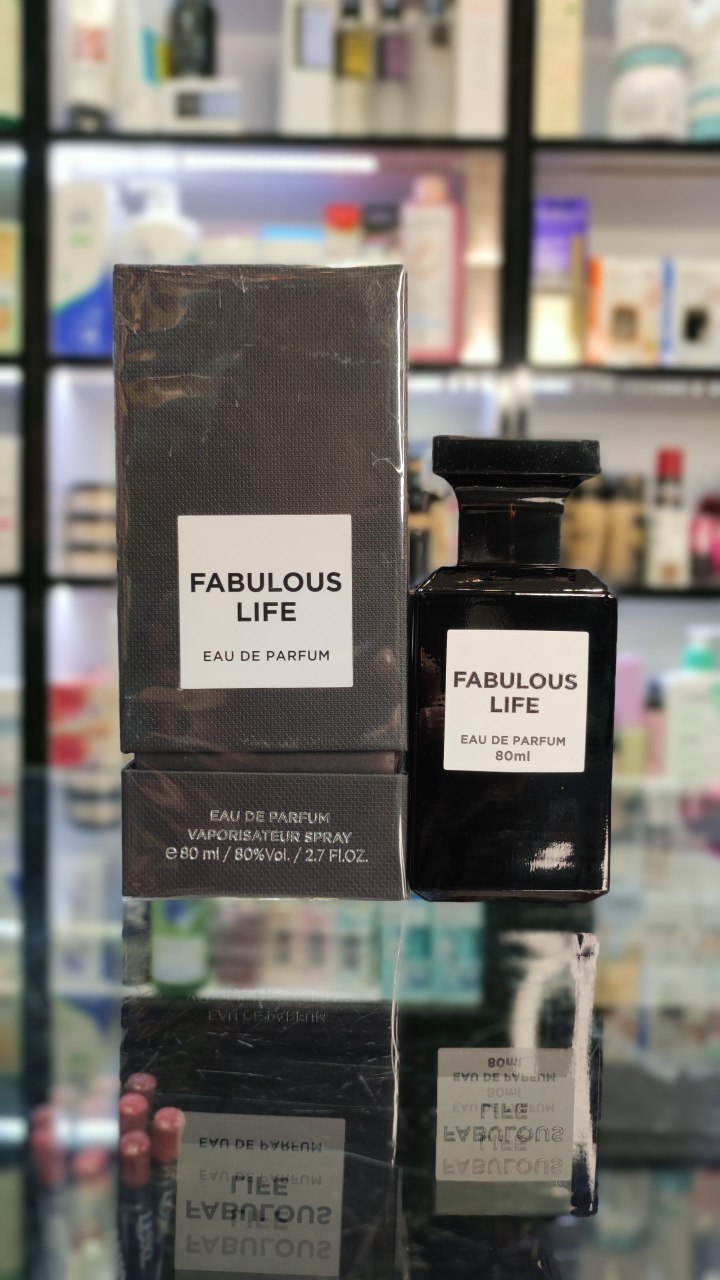 FABULOUS
LIFE
EAU DE PARFUM
EAU DE PARFUM
VAPORISATEUR SPRAY
℮ 80 ml / 80%Vol. / 2.7 Fl.OZ.
FABULOUS
LIFE
EAU DE PARFUM
80ml